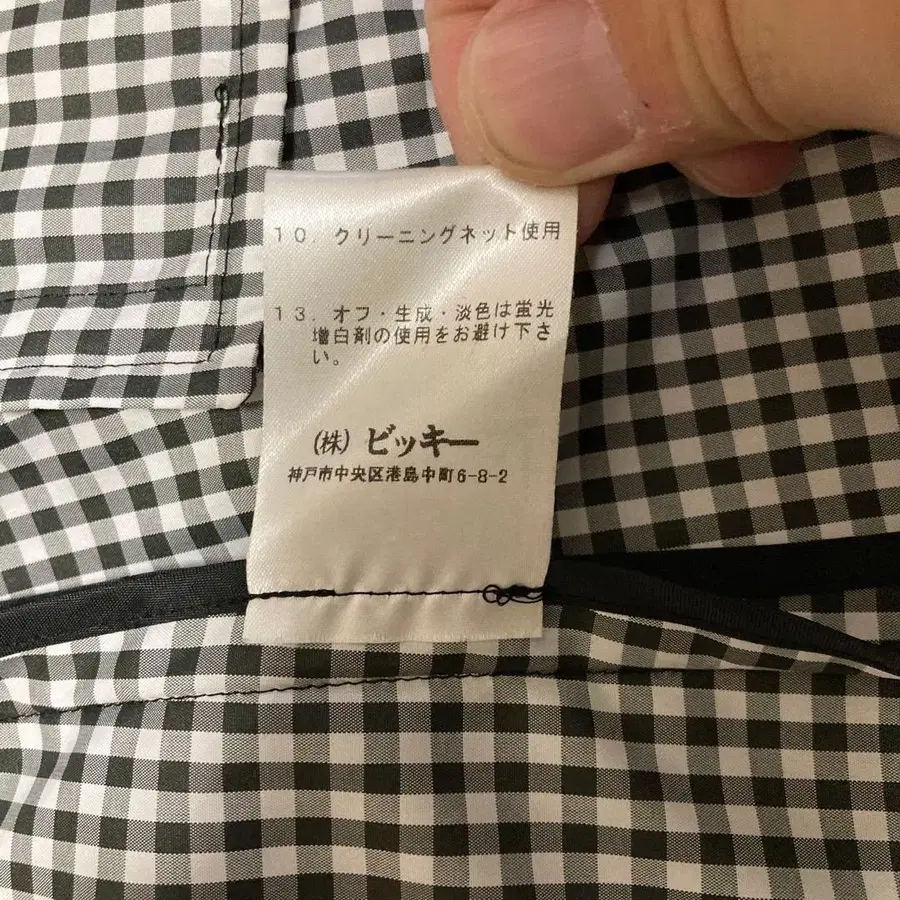 10. クリーニングネット使用
13. オフ・生成・淡色は蛍光
増白剤の使用をお避け下さ
い。
(株) ビッキー
神戸市中央区港島中町6-8-2